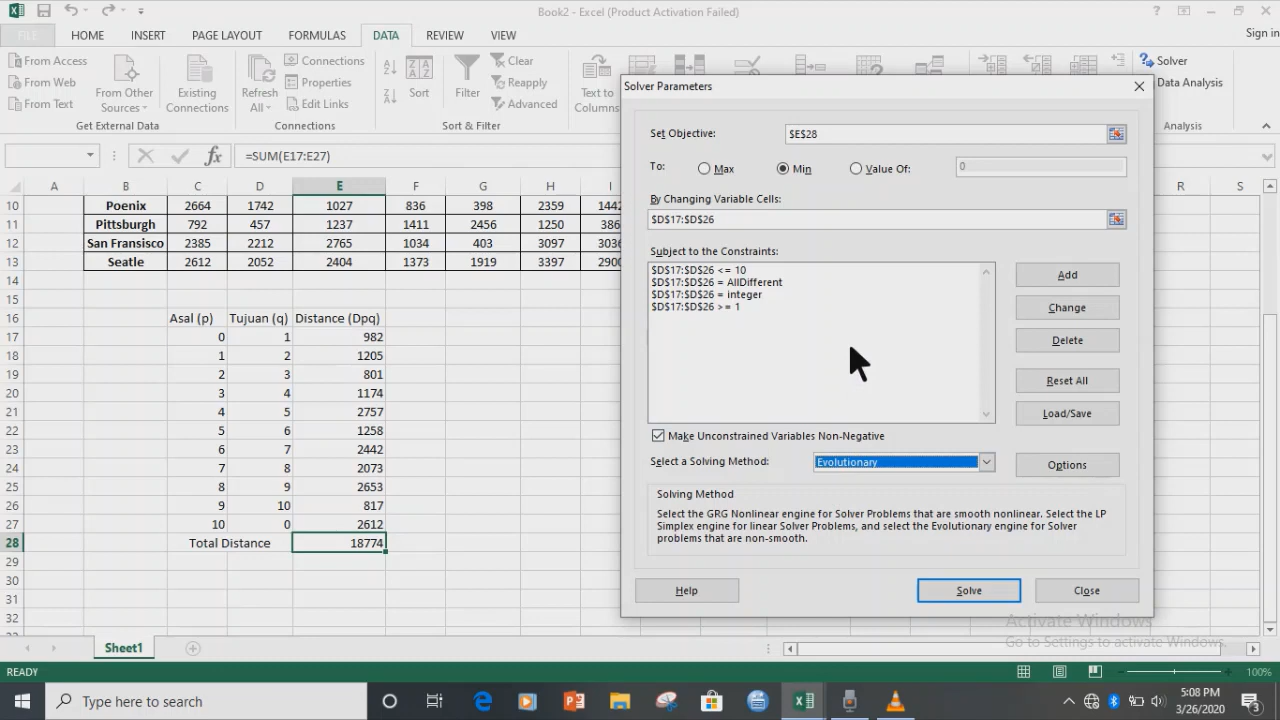 Book2 - Excel (Product Activation Failed)
FILE HOME INSERT PAGE LAYOUT FORMULAS DATA REVIEW VIEW Sign in
From Access
From Web
From Text
From Other Sources
Existing Connections
Refresh All
Connections
Properties
Edit Links
Sort
Filter
Clear
Reapply
Advanced
Text to Columns
Solver
Data Analysis
Get External Data Connections Sort & Filter Analysis
fx =SUM(E17:E27)
A B C D E F G H I R S
10 Poenix 2664 1742 1027 836 398 2359 1442
11 Pittsburgh 792 457 1237 1411 2456 1250 386
12 San Fransisco 2385 2212 2765 1034 403 3097 3036
13 Seatle 2612 2052 2404 1373 1919 3397 2900
14
15
16 Asal (p) Tujuan (q) Distance (Dpq)
17 0 1 982
18 1 2 1205
19 2 3 801
20 3 4 1174
21 4 5 2757
22 5 6 1258
23 6 7 2442
24 7 8 2073
25 8 9 2653
26 9 10 817
27 10 0 2612
28 Total Distance 18774
29
30
31
32
Solver Parameters
Set Objective: $E$28
To: Max Min Value Of: 0
By Changing Variable Cells:
$D$17:$D$26
Subject to the Constraints:
$D$17:$D$26 <= 10
$D$17:$D$26 = AllDifferent
$D$17:$D$26 = integer
$D$17:$D$26 >= 1
Add
Change
Delete
Reset All
Load/Save
Make Unconstrained Variables Non-Negative
Select a Solving Method: Evolutionary Options
Solving Method
Select the GRG Nonlinear engine for Solver Problems that are smooth nonlinear. Select the LP
Simplex engine for linear Solver Problems, and select the Evolutionary engine for Solver
problems that are non-smooth.
Help Solve Close
Activate Windows
Go to Settings to activate Windows.
Sheet1
READY 100%
Type here to search
5:08 PM
3/26/2020
3